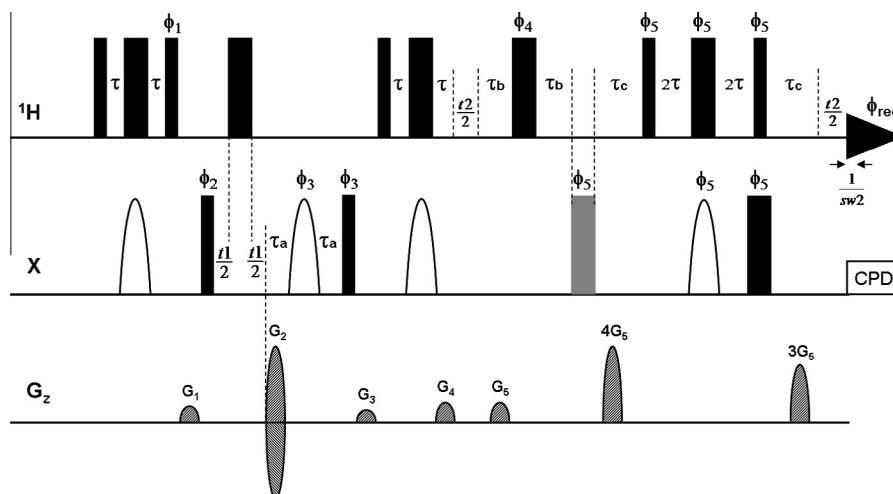 ϕ1 ϕ4 ϕ5 ϕ5 ϕ5
1H τ τ τ τ t2/2 τb τb τc 2τ 2τ τc t2/2 ϕrec
1/sw2
ϕ2 ϕ3 ϕ3 ϕ5 ϕ5 ϕ5
X t1/2 t1/2 τa τa CPD
Gz G1 G2 G3 G4 G5 4G5 3G5